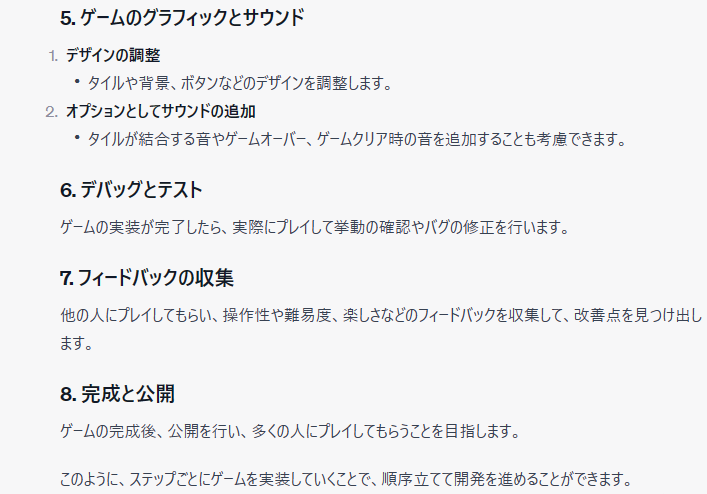 5. ゲームのグラフィックとサウンド
1. デザインの調整
• タイルや背景、ボタンなどのデザインを調整します。
2. オプションとしてサウンドの追加
• タイルが結合する音やゲームオーバー、ゲームクリア時の音を追加することも考慮できます。
6. デバッグとテスト
ゲームの実装が完了したら、実際にプレイして挙動の確認やバグの修正を行います。
7. フィードバックの収集
他の人にプレイしてもらい、操作性や難易度、楽しさなどのフィードバックを収集して、改善点を見つけ出し
ます。
8. 完成と公開
ゲームの完成後、公開を行い、多くの人にプレイしてもらうことを目指します。
このように、ステップごとにゲームを実装していくことで、順序立てて開発を進めることができます。